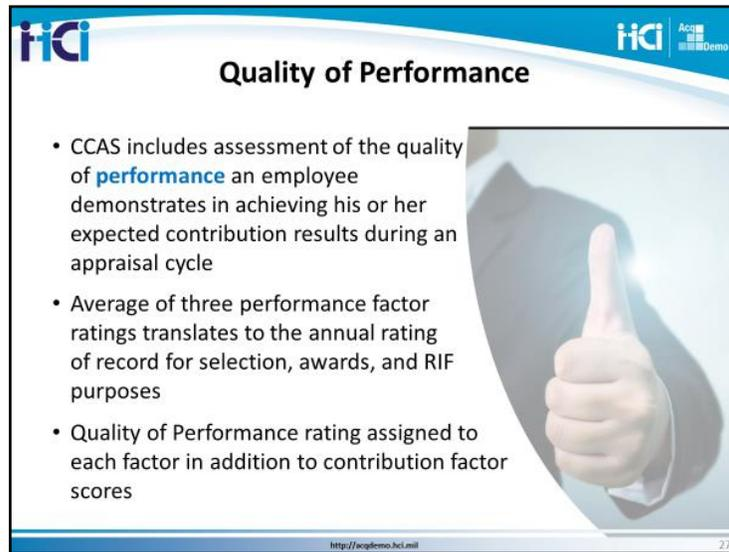 HCi
HCi
Acq
Demo
Quality of Performance
• CCAS includes assessment of the quality
of performance an employee
demonstrates in achieving his or her
expected contribution results during an
appraisal cycle
• Average of three performance factor
ratings translates to the annual rating
of record for selection, awards, and RIF
purposes
• Quality of Performance rating assigned to
each factor in addition to contribution factor
scores
http://acqdemo.hci.mil
27